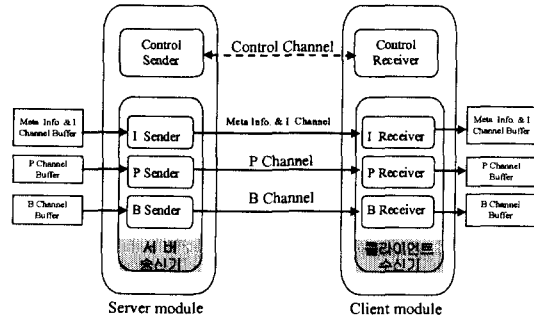 Control
Sender
Control Channel
Control
Receiver
Meta Info. & I
Channel Buffer
I Sender
Meta Info. & I Channel
I Receiver
Meta Info. & I
Channel Buffer
P Channel
Buffer
P Sender
P Channel
P Receiver
P Channel
Buffer
B Channel
Buffer
B Sender
B Channel
B Receiver
B Channel
Buffer
서 버
송신기
클라이언트
수신기
Server module
Client module